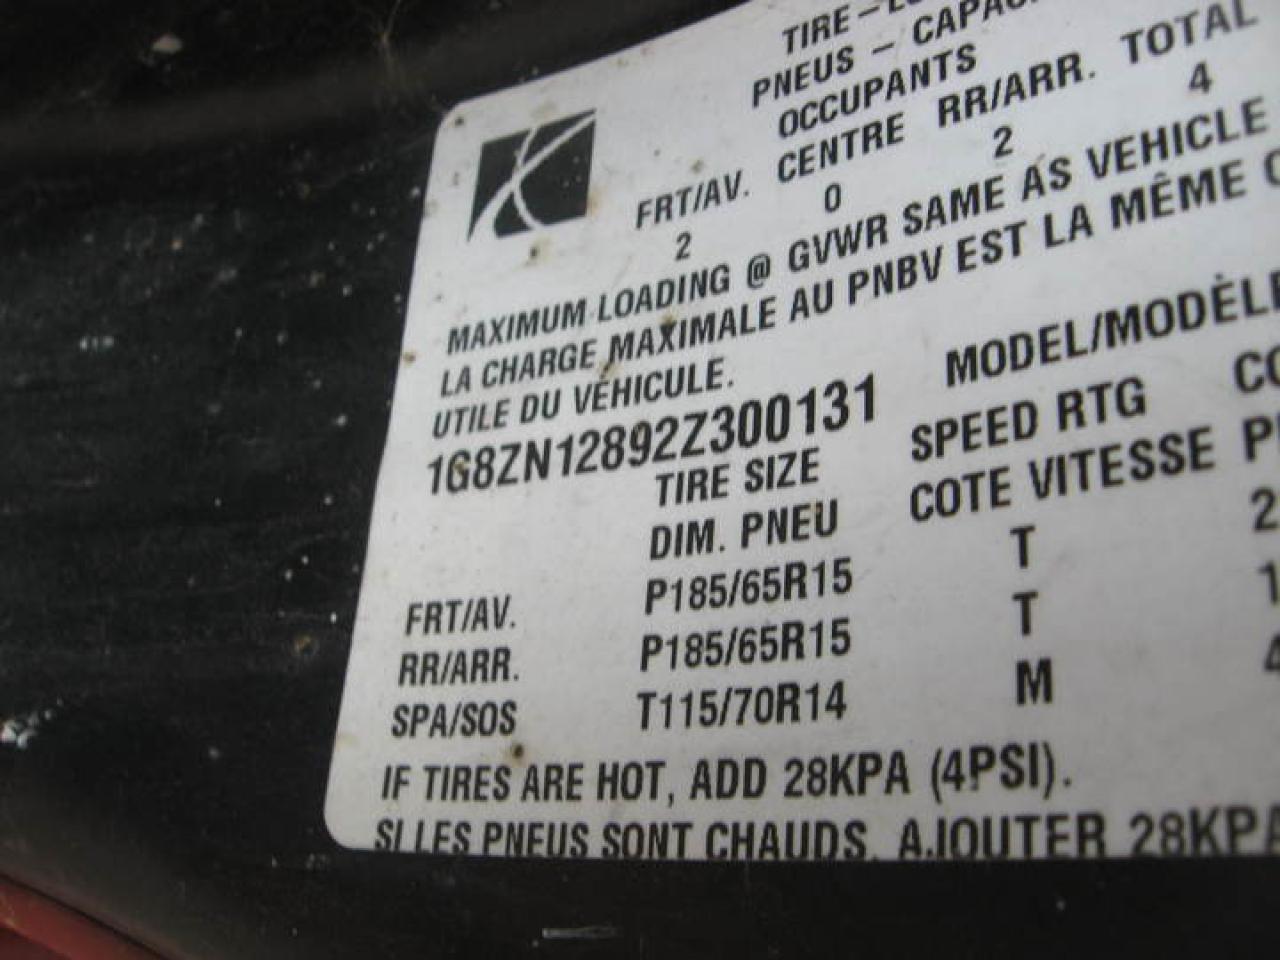 TIRE-
PNEUS -
OCCUPANTS
FRT/AV. CENTRE RR/ARR. TOTAL
2 0 2 4
MAXIMUM LOADING @ GVWR SAME AS VEHICLE
LA CHARGE MAXIMALE AU PNBV EST LA MÊME
UTILE DU VÉHICULE.
1G8ZN12892Z300131 MODEL/MODÈLE
TIRE SIZE SPEED RTG
DIM. PNEU COTE VITESSE
FRT/AV. P185/65R15 T
RR/ARR. P185/65R15 T
SPA/SOS T115/70R14 M
IF TIRES ARE HOT, ADD 28KPA (4PSI).
SI LES PNEUS SONT CHAUDS, AJOUTER 28KPA